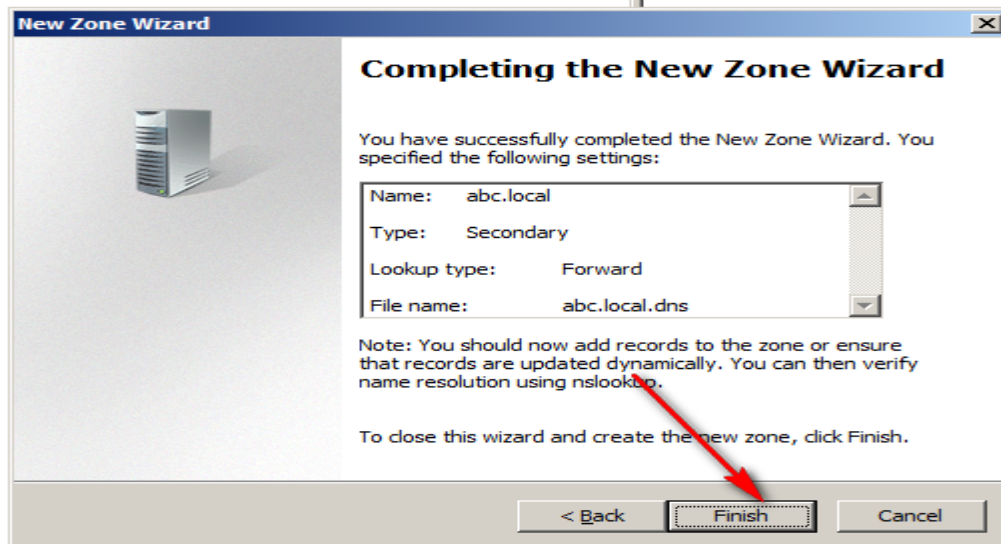 New Zone Wizard
Completing the New Zone Wizard
You have successfully completed the New Zone Wizard. You
specified the following settings:
Name: abc.local
Type: Secondary
Lookup type: Forward
File name: abc.local.dns
Note: You should now add records to the zone or ensure
that records are updated dynamically. You can then verify
name resolution using nslookup.
To close this wizard and create the new zone, click Finish.
< Back Finish Cancel